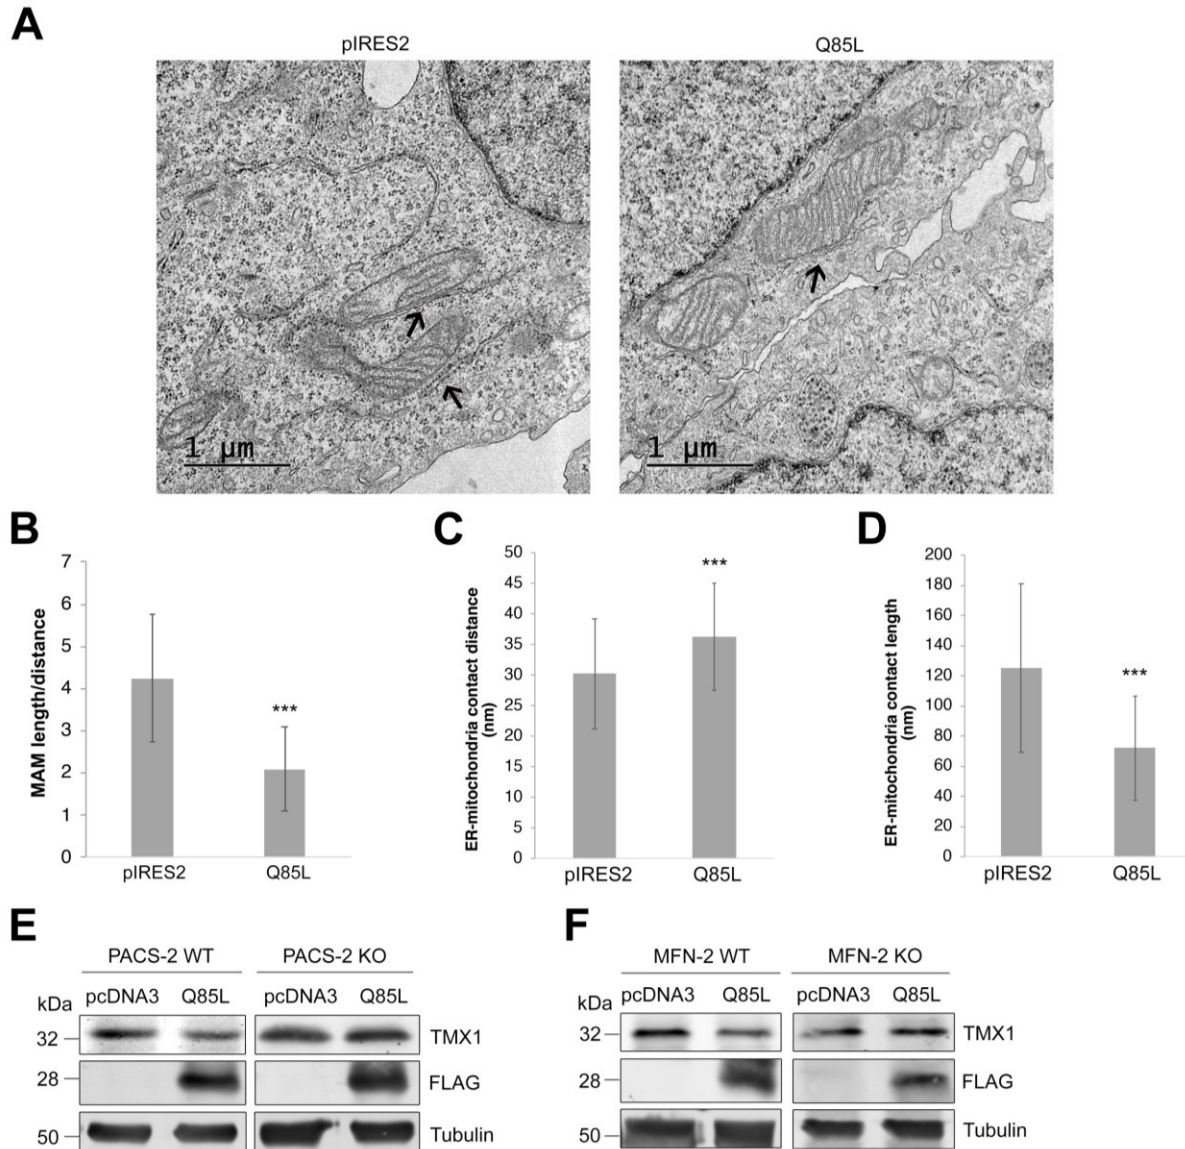 A
pIRES2
Q85L
1 µm
1 µm
B
MAM length/distance
7
6
5
4
3
2
1
0
***
pIRES2
Q85L
C
ER-mitochondria contact distance
(nm)
50
45
40
35
30
25
20
15
10
5
0
***
pIRES2
Q85L
D
ER-mitochondria contact length
(nm)
200
180
160
140
120
100
80
60
40
20
0
***
pIRES2
Q85L
E
PACS-2 WT
PACS-2 KO
kDa
pcDNA3
Q85L
pcDNA3
Q85L
32
TMX1
28
FLAG
50
Tubulin
F
MFN-2 WT
MFN-2 KO
kDa
pcDNA3
Q85L
pcDNA3
Q85L
32
TMX1
28
FLAG
50
Tubulin